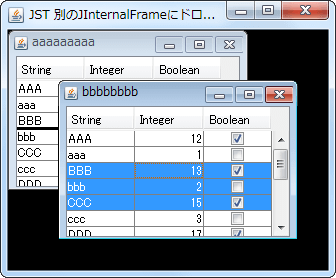 JST 別のJInternalFrameにドロ...
aaaaaaaaa
String Integer Boolean
AAA
aaa
BBB
bbb
CCC
ccc
DDD
bbbbbbbb
String Integer Boolean
AAA 12
aaa 1
BBB 13
bbb 2
CCC 15
ccc 3
DDD 17